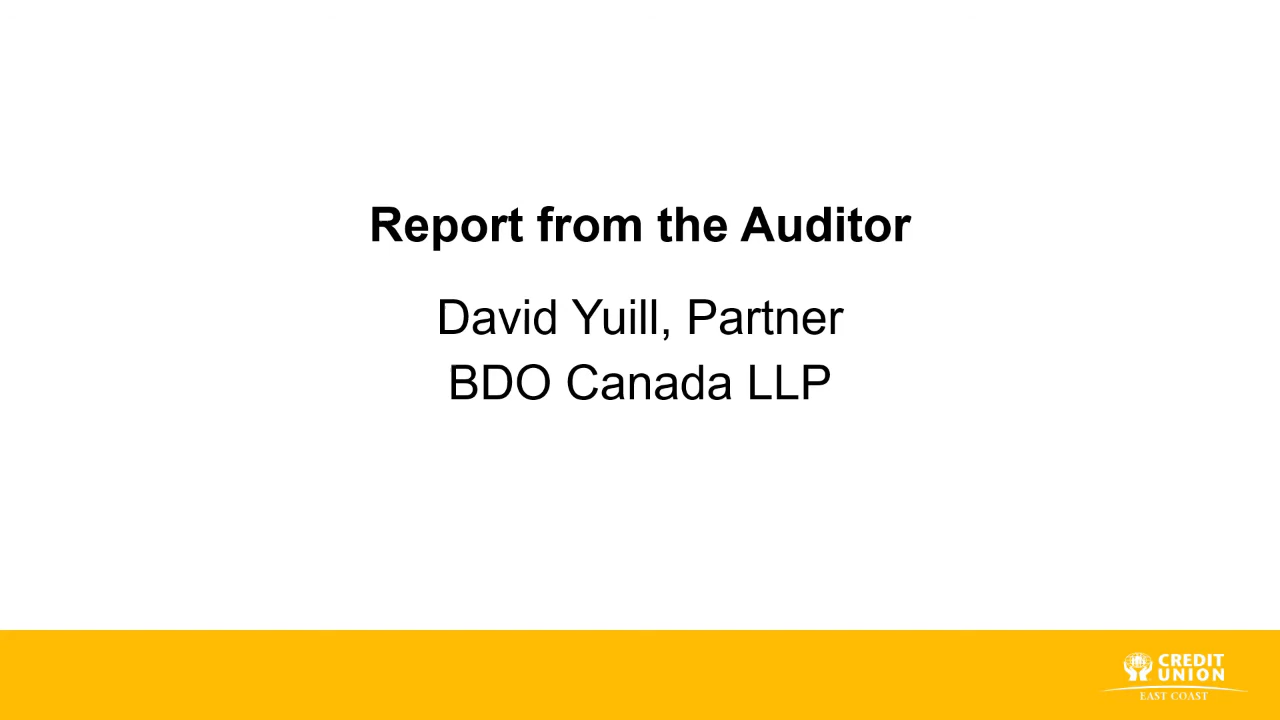 Report from the Auditor
David Yuill, Partner
BDO Canada LLP
CREDIT
UNION
EAST COAST